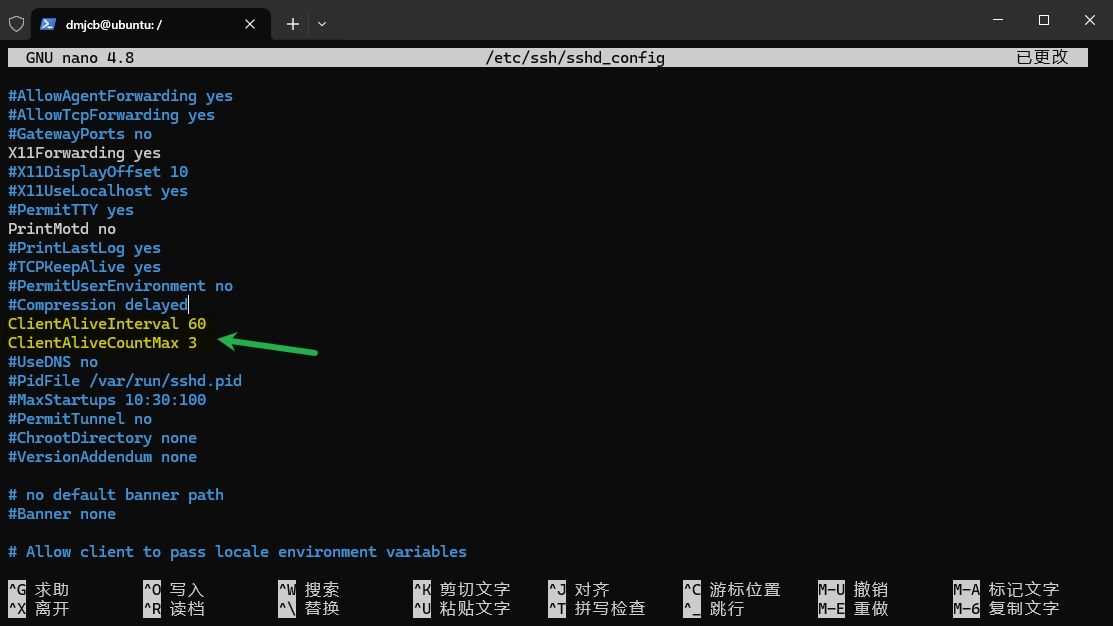 dmjcb@ubuntu: /
GNU nano 4.8 /etc/ssh/sshd_config 已更改
#AllowAgentForwarding yes
#AllowTcpForwarding yes
#GatewayPorts no
X11Forwarding yes
#X11DisplayOffset 10
#X11UseLocalhost yes
#PermitTTY yes
PrintMotd no
#PrintLastLog yes
#TCPKeepAlive yes
#PermitUserEnvironment no
#Compression delayed
ClientAliveInterval 60
ClientAliveCountMax 3
#UseDNS no
#PidFile /var/run/sshd.pid
#MaxStartups 10:30:100
#PermitTunnel no
#ChrootDirectory none
#VersionAddendum none
# no default banner path
#Banner none
# Allow client to pass locale environment variables
^G 求助 ^O 写入 ^W 搜索 ^K 剪切文字 ^J 对齐 ^C 游标位置 M-U 撤销 M-A 标记文字
^X 离开 ^R 读档 ^\ 替换 ^U 粘贴文字 ^T 拼写检查 ^_ 跳行 M-E 重做 M-6 复制文字